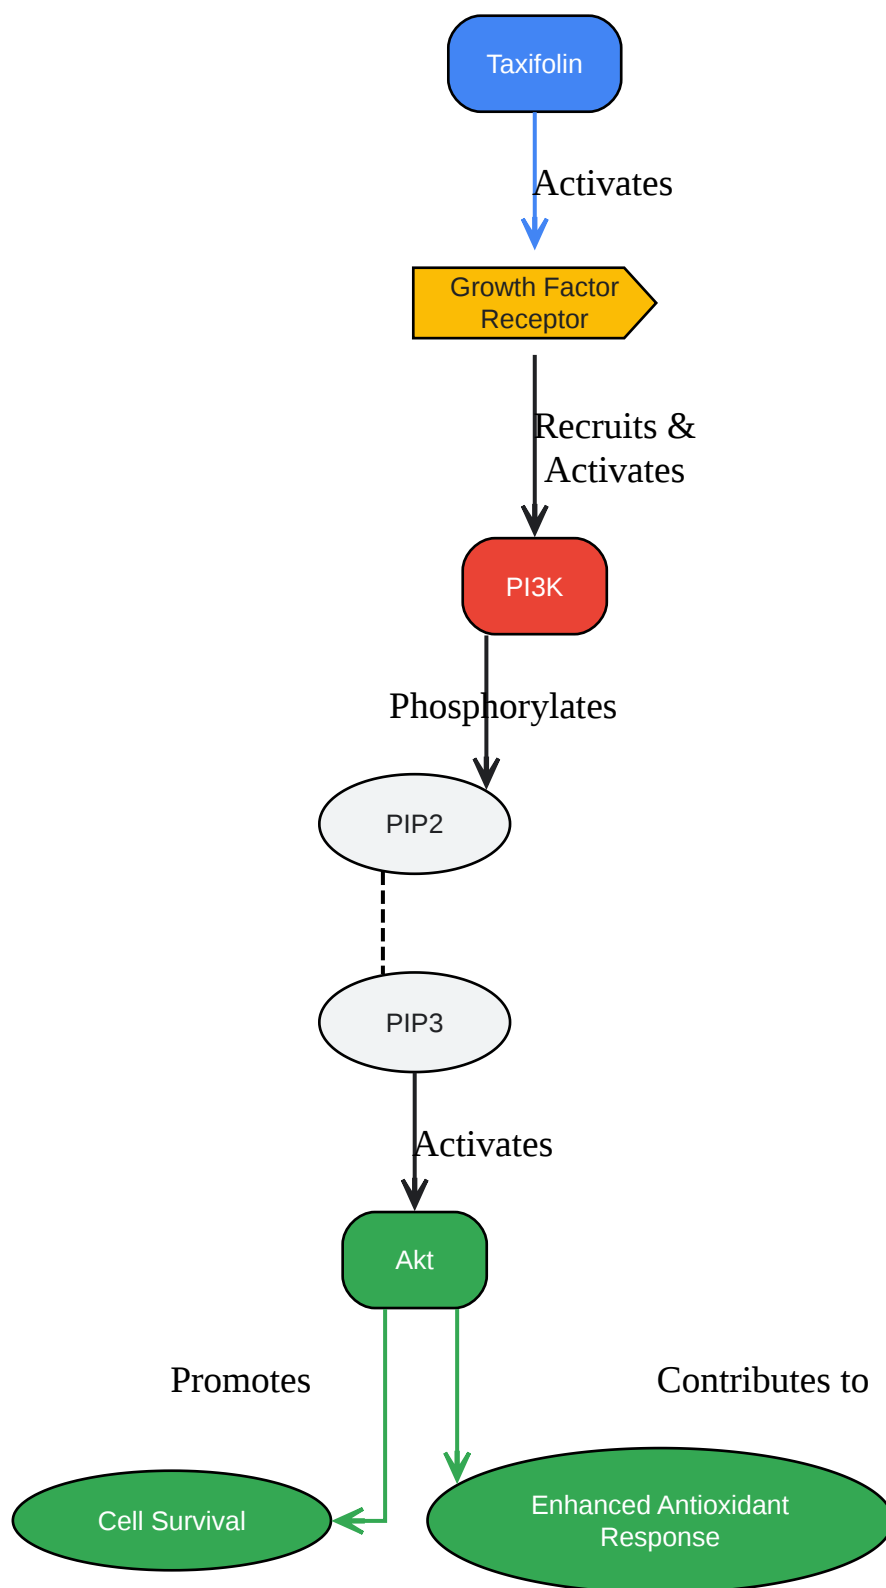 Taxifolin
Activates
Growth Factor
Receptor
Recruits &
Activates
PI3K
Phosphorylates
PIP2
PIP3
Activates
Akt
Promotes
Contributes to
Cell Survival
Enhanced Antioxidant
Response